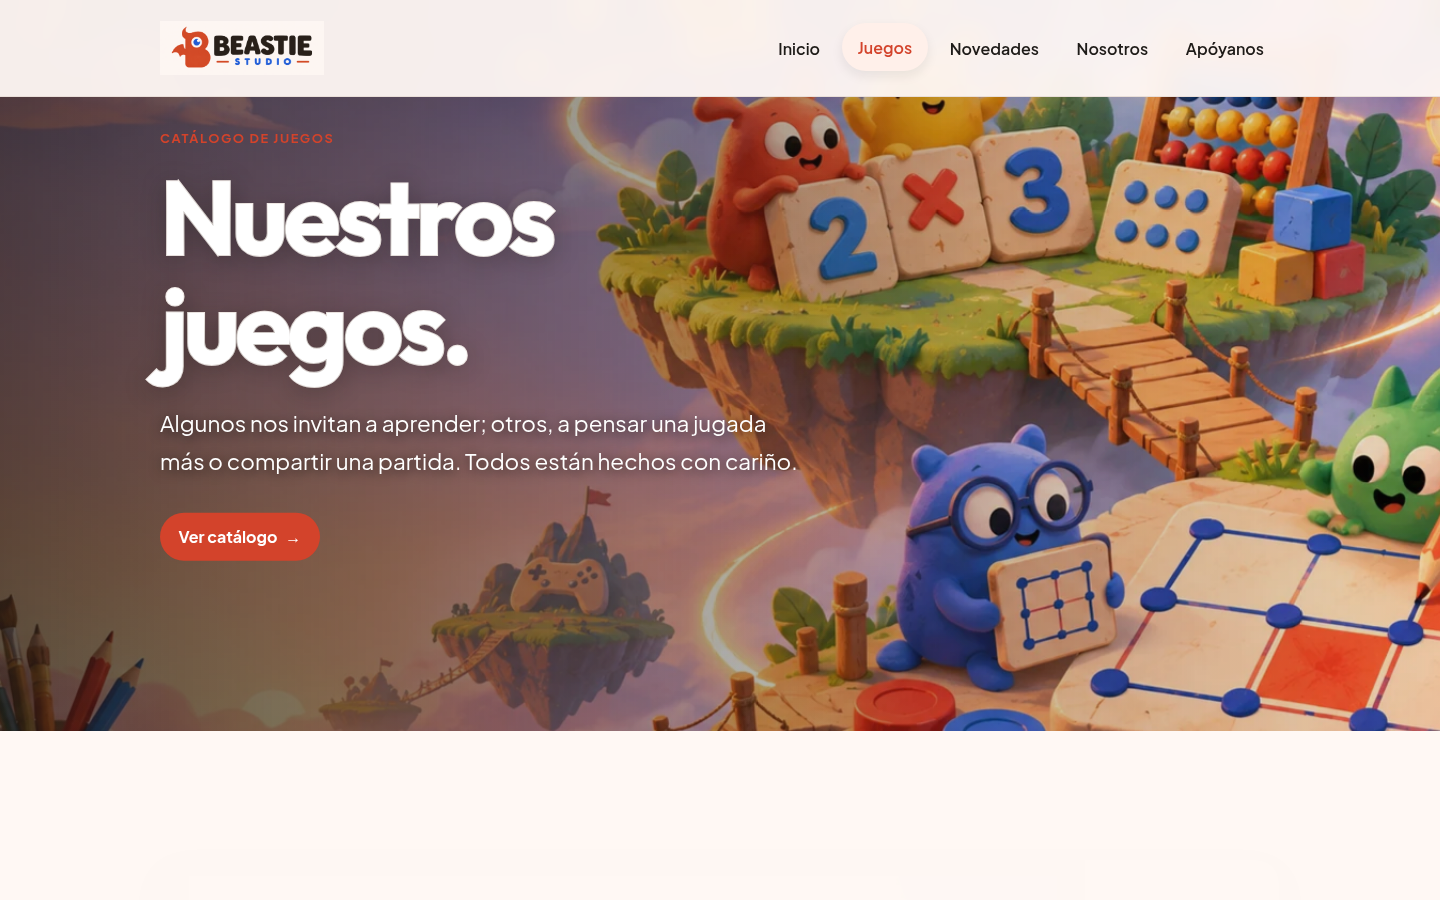 BEASTIE
STUDIO
Inicio
Juegos
Novedades
Nosotros
Apóyanos
CATÁLOGO DE JUEGOS
Nuestros
juegos.
Algunos nos invitan a aprender; otros, a pensar una jugada
más o compartir una partida. Todos están hechos con cariño.
Ver catálogo →
2 × 3